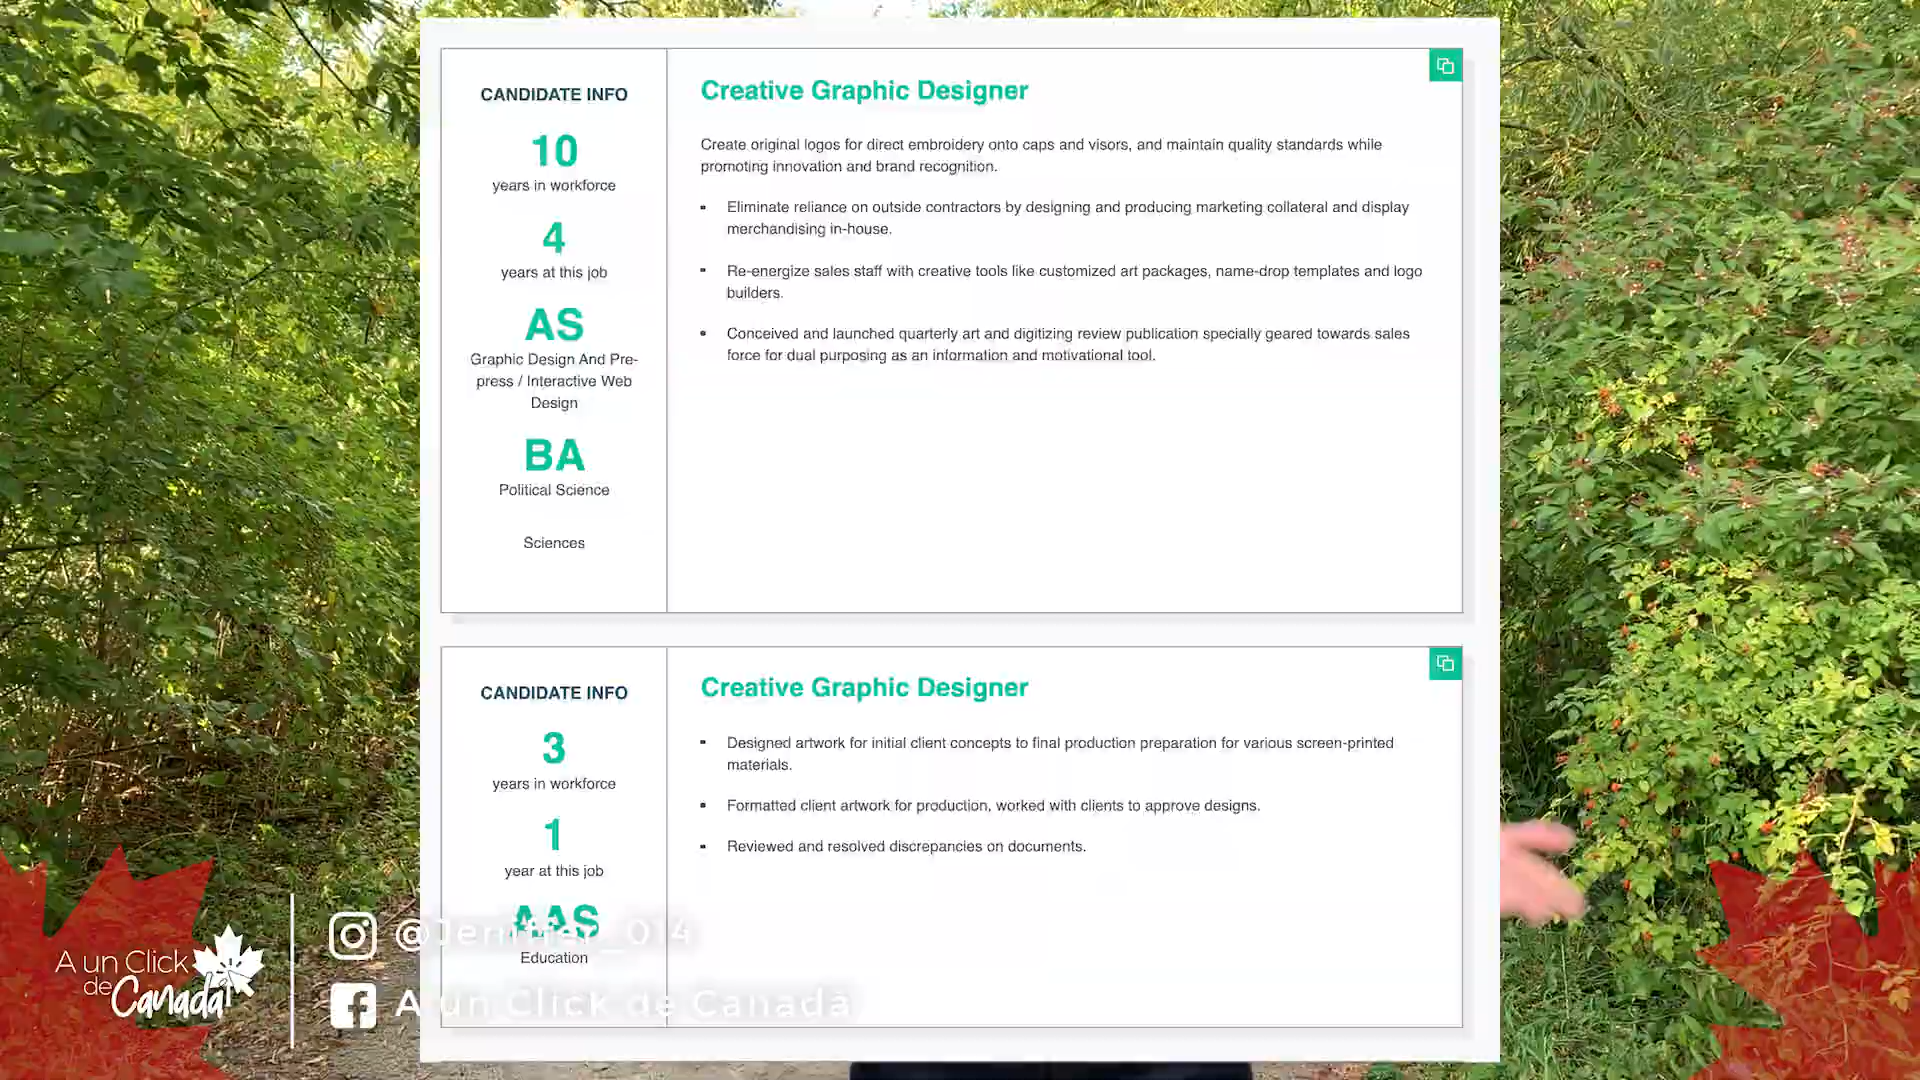 CANDIDATE INFO
10
years in workforce
4
years at this job
AS
Graphic Design And Pre-
press / Interactive Web
Design
BA
Political Science
Sciences
Creative Graphic Designer
Create original logos for direct embroidery onto caps and visors, and maintain quality standards while
promoting innovation and brand recognition.
▪ Eliminate reliance on outside contractors by designing and producing marketing collateral and display
merchandising in-house.
▪ Re-energize sales staff with creative tools like customized art packages, name-drop templates and logo
builders.
▪ Conceived and launched quarterly art and digitizing review publication specially geared towards sales
force for dual purposing as an information and motivational tool.
CANDIDATE INFO
3
years in workforce
1
year at this job
AAS
Education
Creative Graphic Designer
▪ Designed artwork for initial client concepts to final production preparation for various screen-printed
materials.
▪ Formatted client artwork for production, worked with clients to approve designs.
▪ Reviewed and resolved discrepancies on documents.
A un Click
de
Canadá
A un Click de Canadá